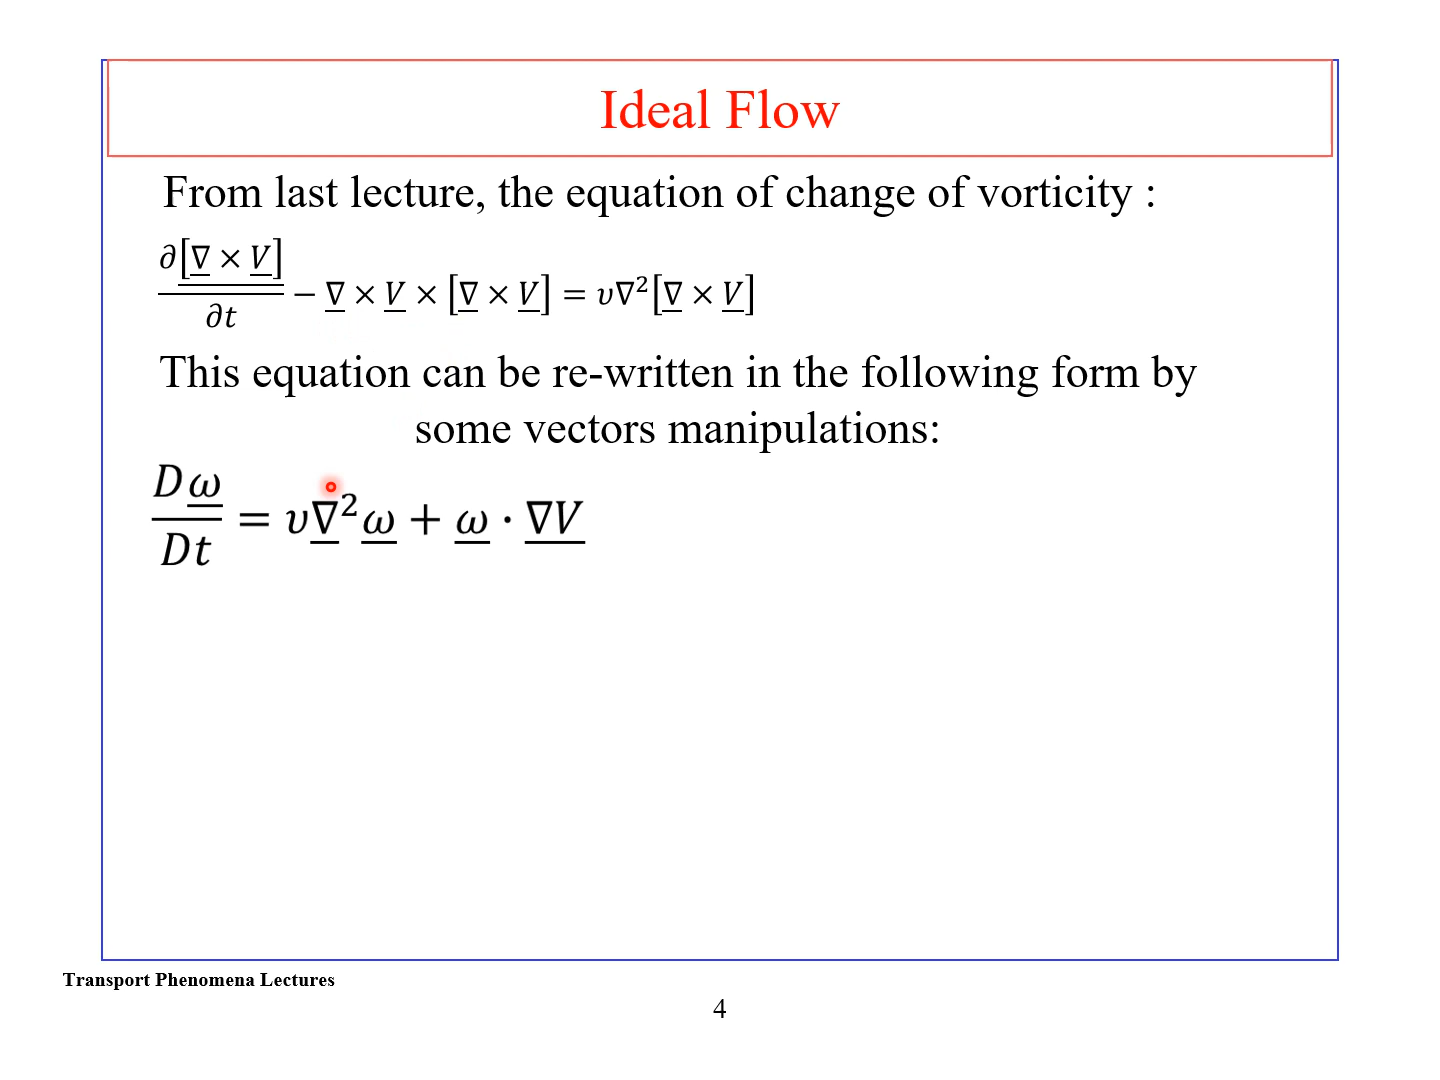 Ideal Flow
From last lecture, the equation of change of vorticity :
∂[∇ × V]/∂t − ∇ × V × [∇ × V] = υ∇²[∇ × V]
This equation can be re-written in the following form by
some vectors manipulations:
Dω/Dt = υ∇²ω + ω · ∇V
Transport Phenomena Lectures
4